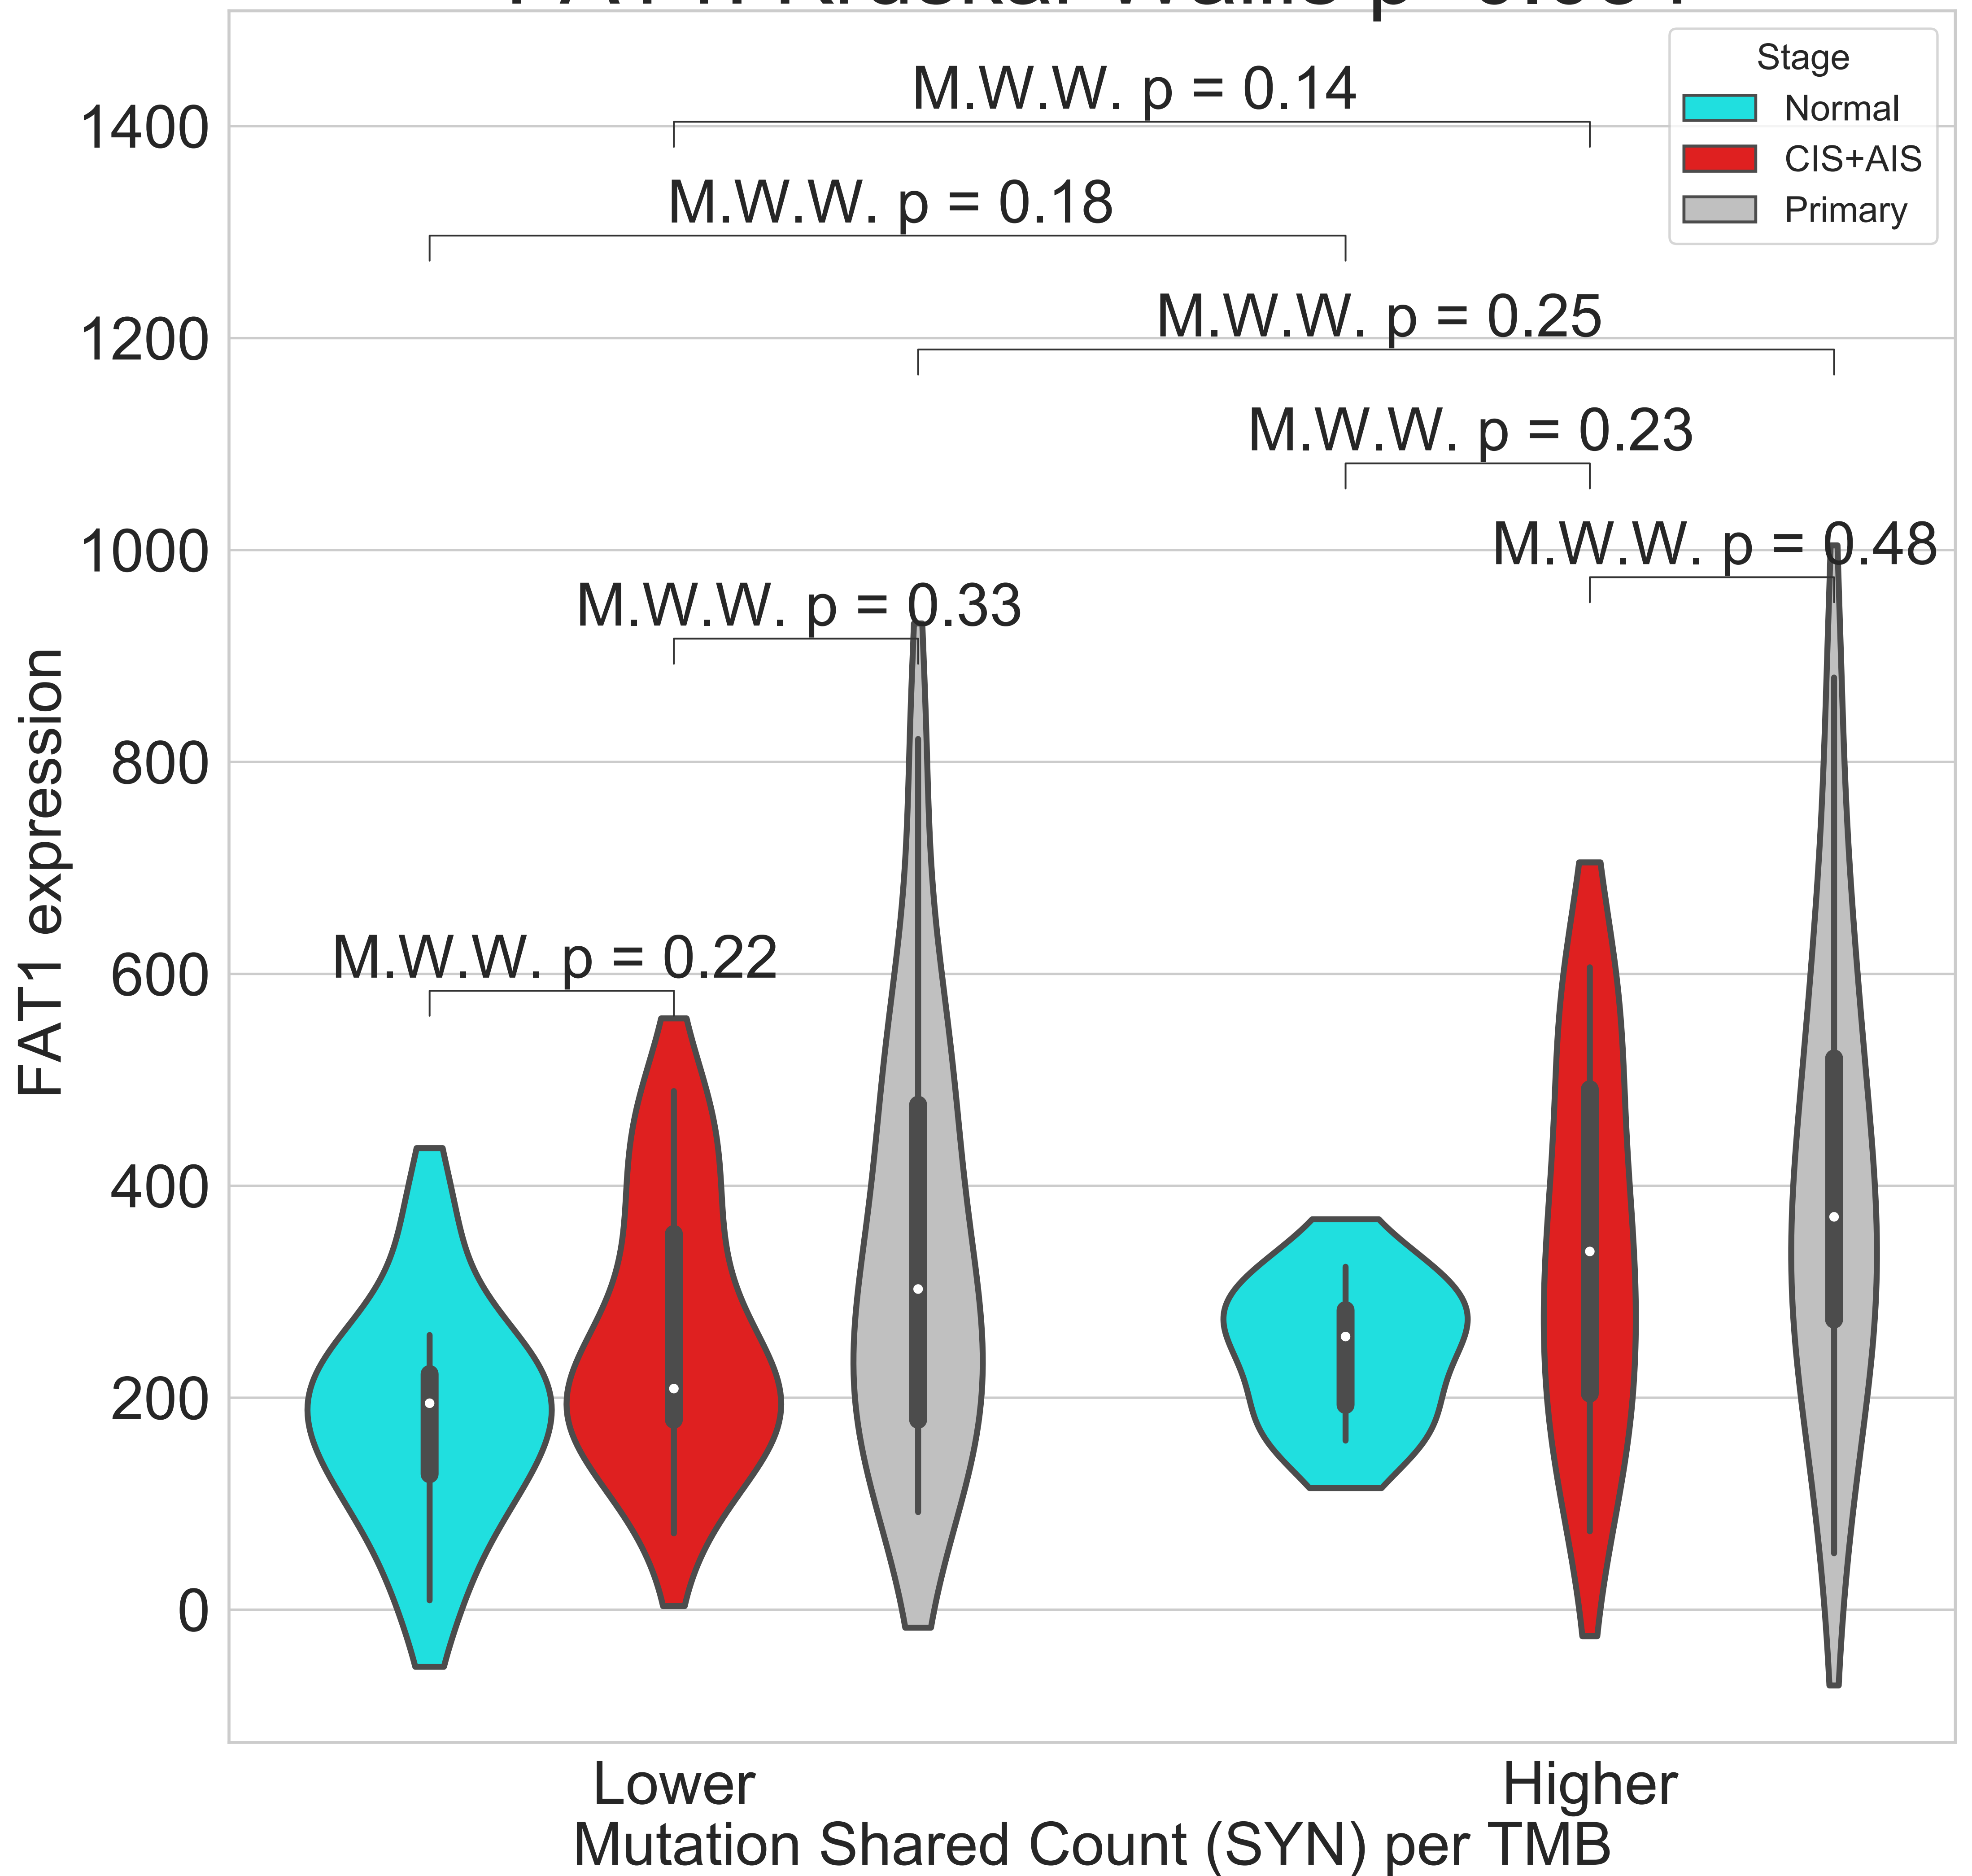 Stage
Normal
CIS+AIS
Primary
M.W.W. p = 0.14
M.W.W. p = 0.18
M.W.W. p = 0.25
M.W.W. p = 0.23
M.W.W. p = 0.48
M.W.W. p = 0.33
M.W.W. p = 0.22
1400
1200
1000
800
600
400
200
0
FAT1 expression
Lower
Higher
Mutation Shared Count (SYN) per TMB